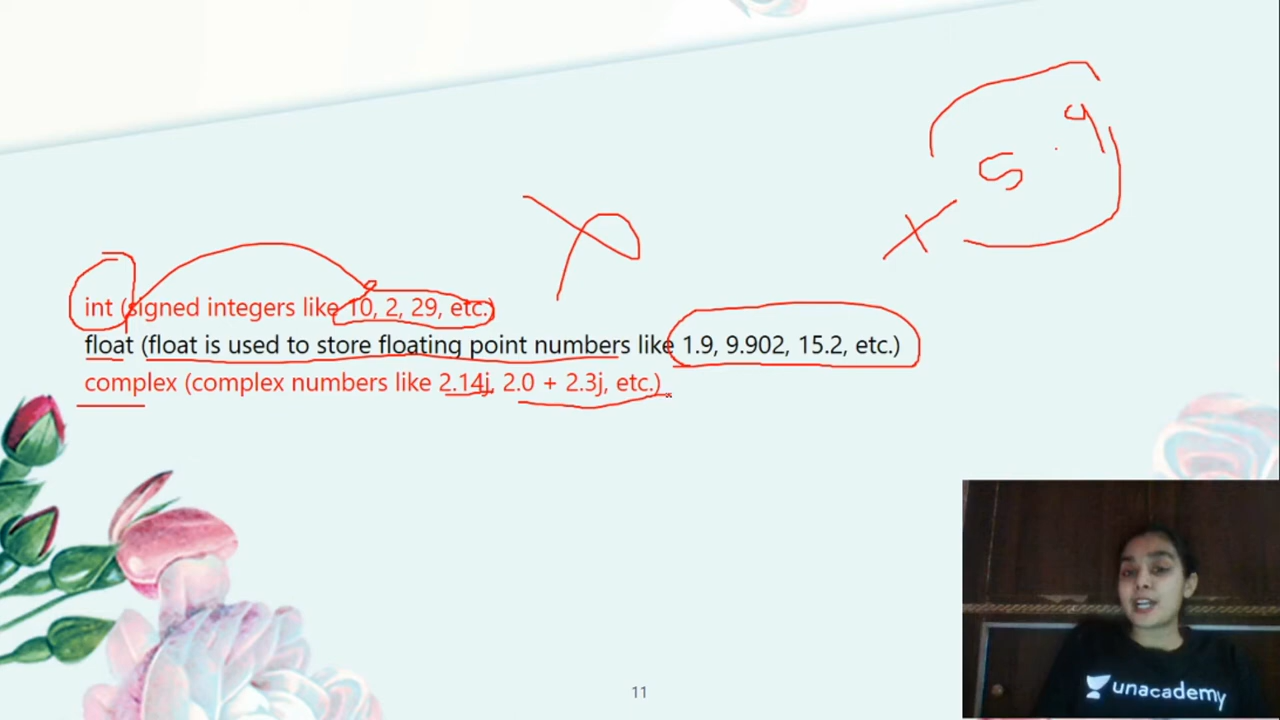 5.9
int (signed integers like 10, 2, 29, etc.)
float (float is used to store floating point numbers like 1.9, 9.902, 15.2, etc.)
complex (complex numbers like 2.14j, 2.0 + 2.3j, etc.)
unacademy
11